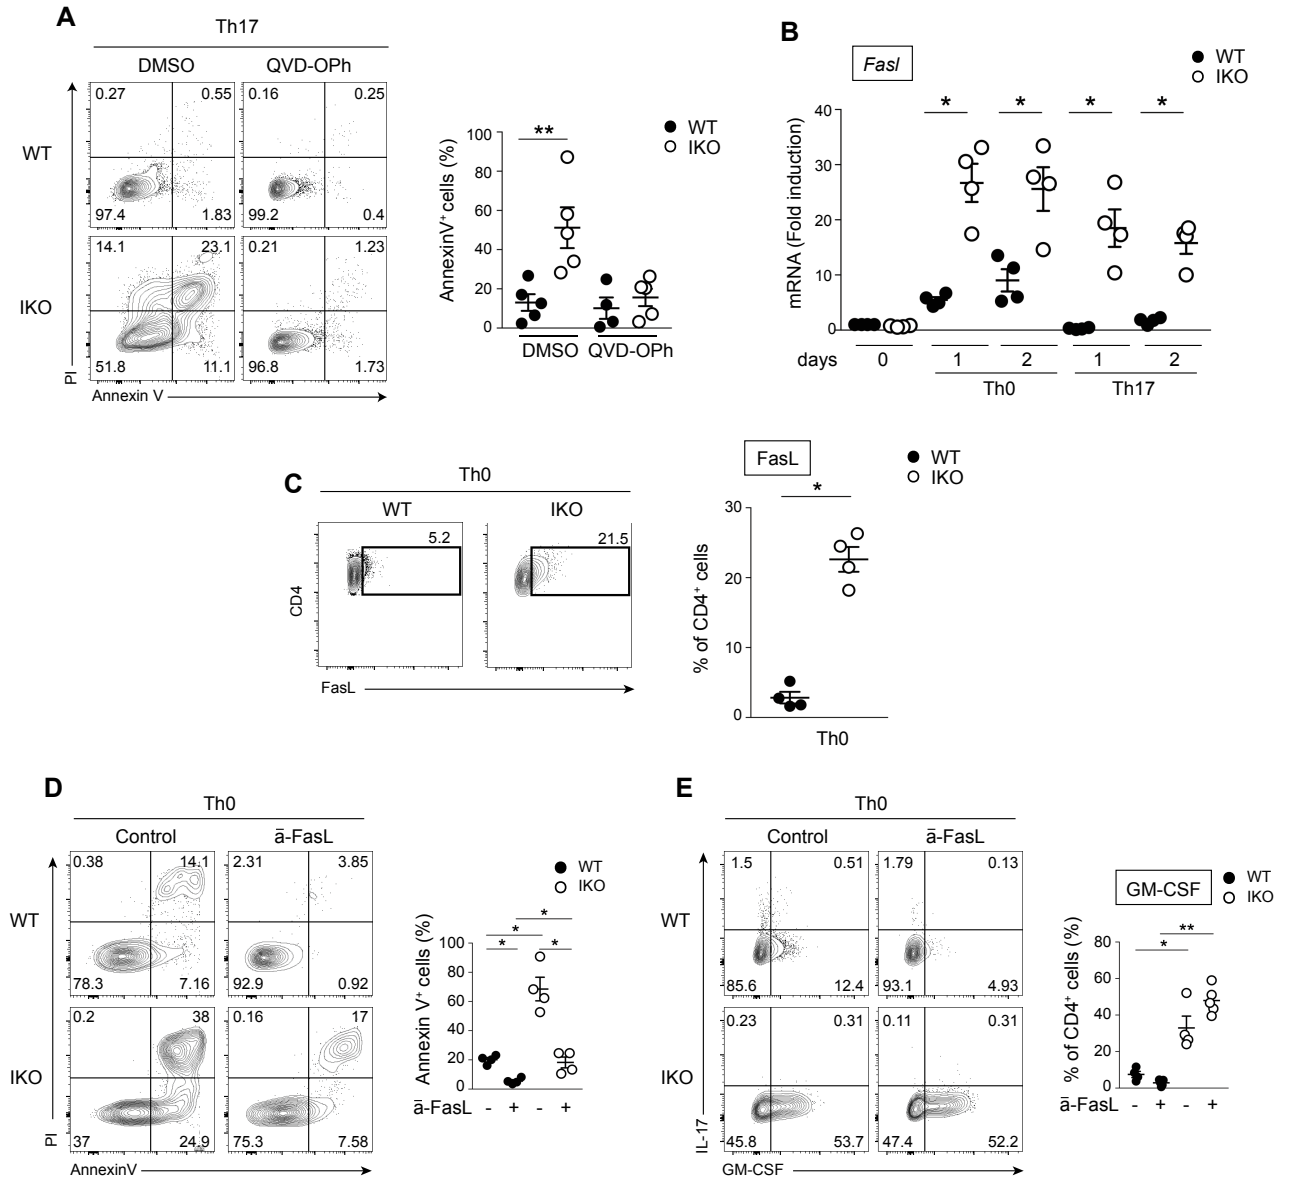 A
Th17
DMSO QVD-OPh
WT
0.27 0.55 0.16 0.25
97.4 1.83 99.2 0.4
IKO
14.1 23.1 0.21 1.23
51.8 11.1 96.8 1.73
PI
Annexin V
WT
IKO
**
AnnexinV+ cells (%)
100
80
60
40
20
0
DMSO QVD-OPh
B
Fasl
WT
IKO
* * * *
mRNA (Fold induction)
40
30
20
10
0
days 0 1 2 1 2
Th0 Th17
C
Th0
WT IKO
5.2 21.5
CD4
FasL
FasL
WT
IKO
*
% of CD4+ cells
30
20
10
0
Th0
D
Th0
Control ā-FasL
WT
0.38 14.1 2.31 3.85
78.3 7.16 92.9 0.92
IKO
0.2 38 0.16 17
37 24.9 75.3 7.58
PI
AnnexinV
WT
IKO
*
*
* *
Annexin V+ cells (%)
100
80
60
40
20
0
ā-FasL - + - +
E
Th0
Control ā-FasL
WT
1.5 0.51 1.79 0.13
85.6 12.4 93.1 4.93
IKO
0.23 0.31 0.11 0.31
45.8 53.7 47.4 52.2
IL-17
GM-CSF
GM-CSF
WT
IKO
**
*
% of CD4+ cells (%)
80
60
40
20
0
ā-FasL - + - +